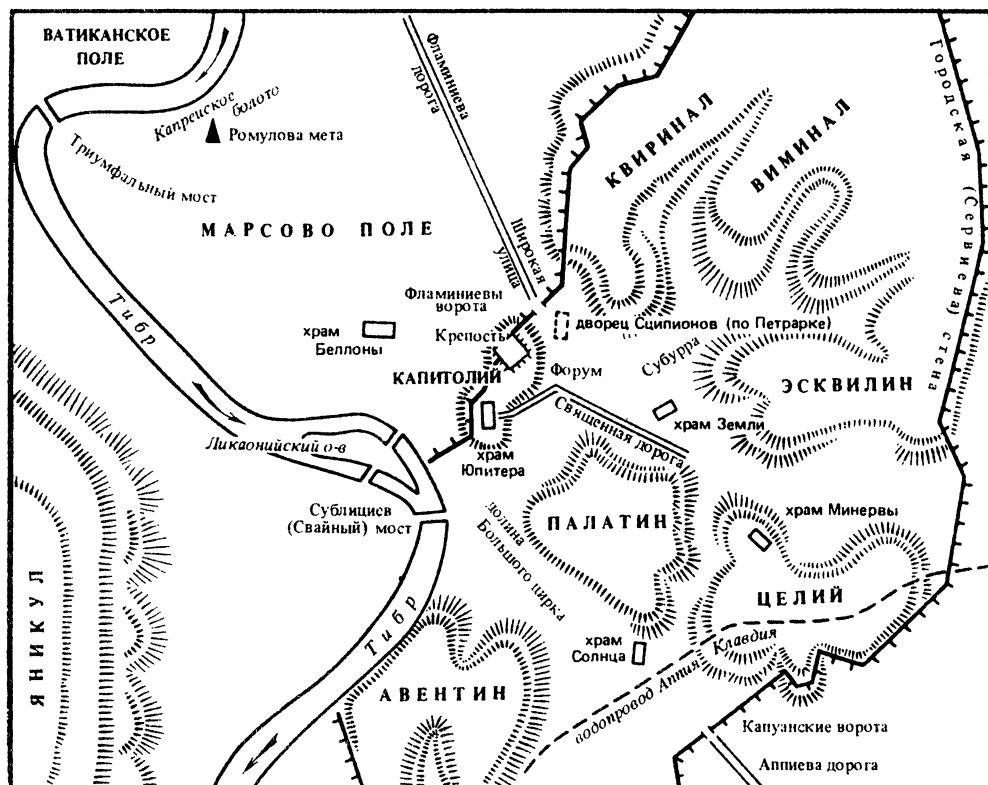 ВАТИКАНСКОЕ
ПОЛЕ
Фламиниева
дорога
Городская (Сервиева) стена
Капрейское
болото
Ромулова мета
Триумфальный мост
КВИРИНАЛ
ВИМИНАЛ
МАРСОВО ПОЛЕ
Широкая
улица
Тибр
Фламиниевы
ворота
храм
Беллоны
Крепость
дворец Сципионов (по Петрарке)
Субурра
Форум
КАПИТОЛИЙ
ЭСКВИЛИН
Священная дорога
храм Земли
Ликаонийский о-в
храм
Юпитера
Сублициев
(Свайный) мост
долина
Большого цирка
ПАЛАТИН
храм Минервы
ЯНИКУЛ
Тибр
ЦЕЛИЙ
храм
Солнца
водопровод Аппия Клавдия
АВЕНТИН
Капуанские ворота
Аппиева дорога